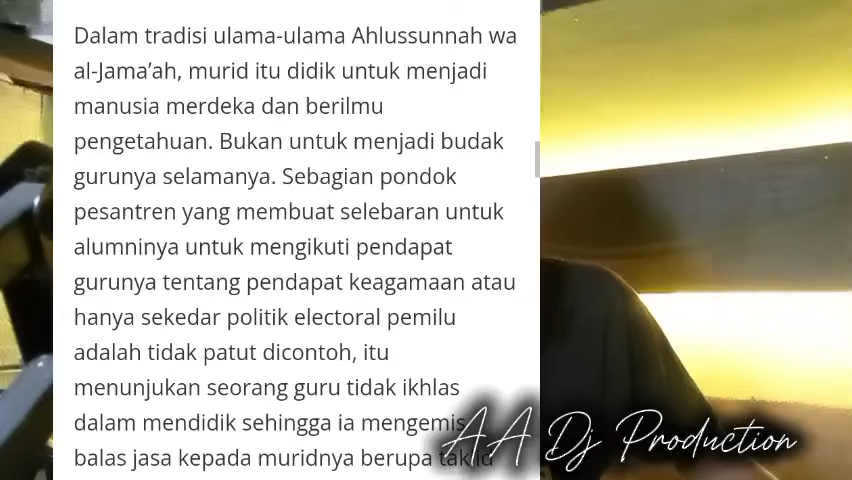 Dalam tradisi ulama-ulama Ahlussunnah wa
al-Jama’ah, murid itu didik untuk menjadi
manusia merdeka dan berilmu
pengetahuan. Bukan untuk menjadi budak
gurunya selamanya. Sebagian pondok
pesantren yang membuat selebaran untuk
alumninya untuk mengikuti pendapat
gurunya tentang pendapat keagamaan atau
hanya sekedar politik electoral pemilu
adalah tidak patut dicontoh, itu
menunjukan seorang guru tidak ikhlas
dalam mendidik sehingga ia mengemis
balas jasa kepada muridnya berupa taklid
AA Dj Production